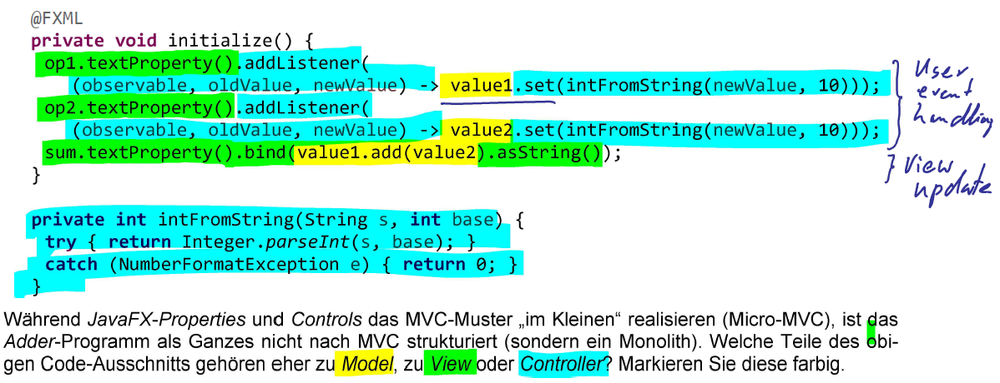 @FXML
private void initialize() {
op1.textProperty().addListener(
(observable, oldValue, newValue) -> value1.set(intFromString(newValue, 10)));
op2.textProperty().addListener(
(observable, oldValue, newValue) -> value2.set(intFromString(newValue, 10)));
sum.textProperty().bind(value1.add(value2).asString());
}
User
event
handling
} View
update
private int intFromString(String s, int base) {
try { return Integer.parseInt(s, base); }
catch (NumberFormatException e) { return 0; }
}
Während JavaFX-Properties und Controls das MVC-Muster „im Kleinen“ realisieren (Micro-MVC), ist das
Adder-Programm als Ganzes nicht nach MVC strukturiert (sondern ein Monolith). Welche Teile des obi-
gen Code-Ausschnitts gehören eher zu Model, zu View oder Controller? Markieren Sie diese farbig.